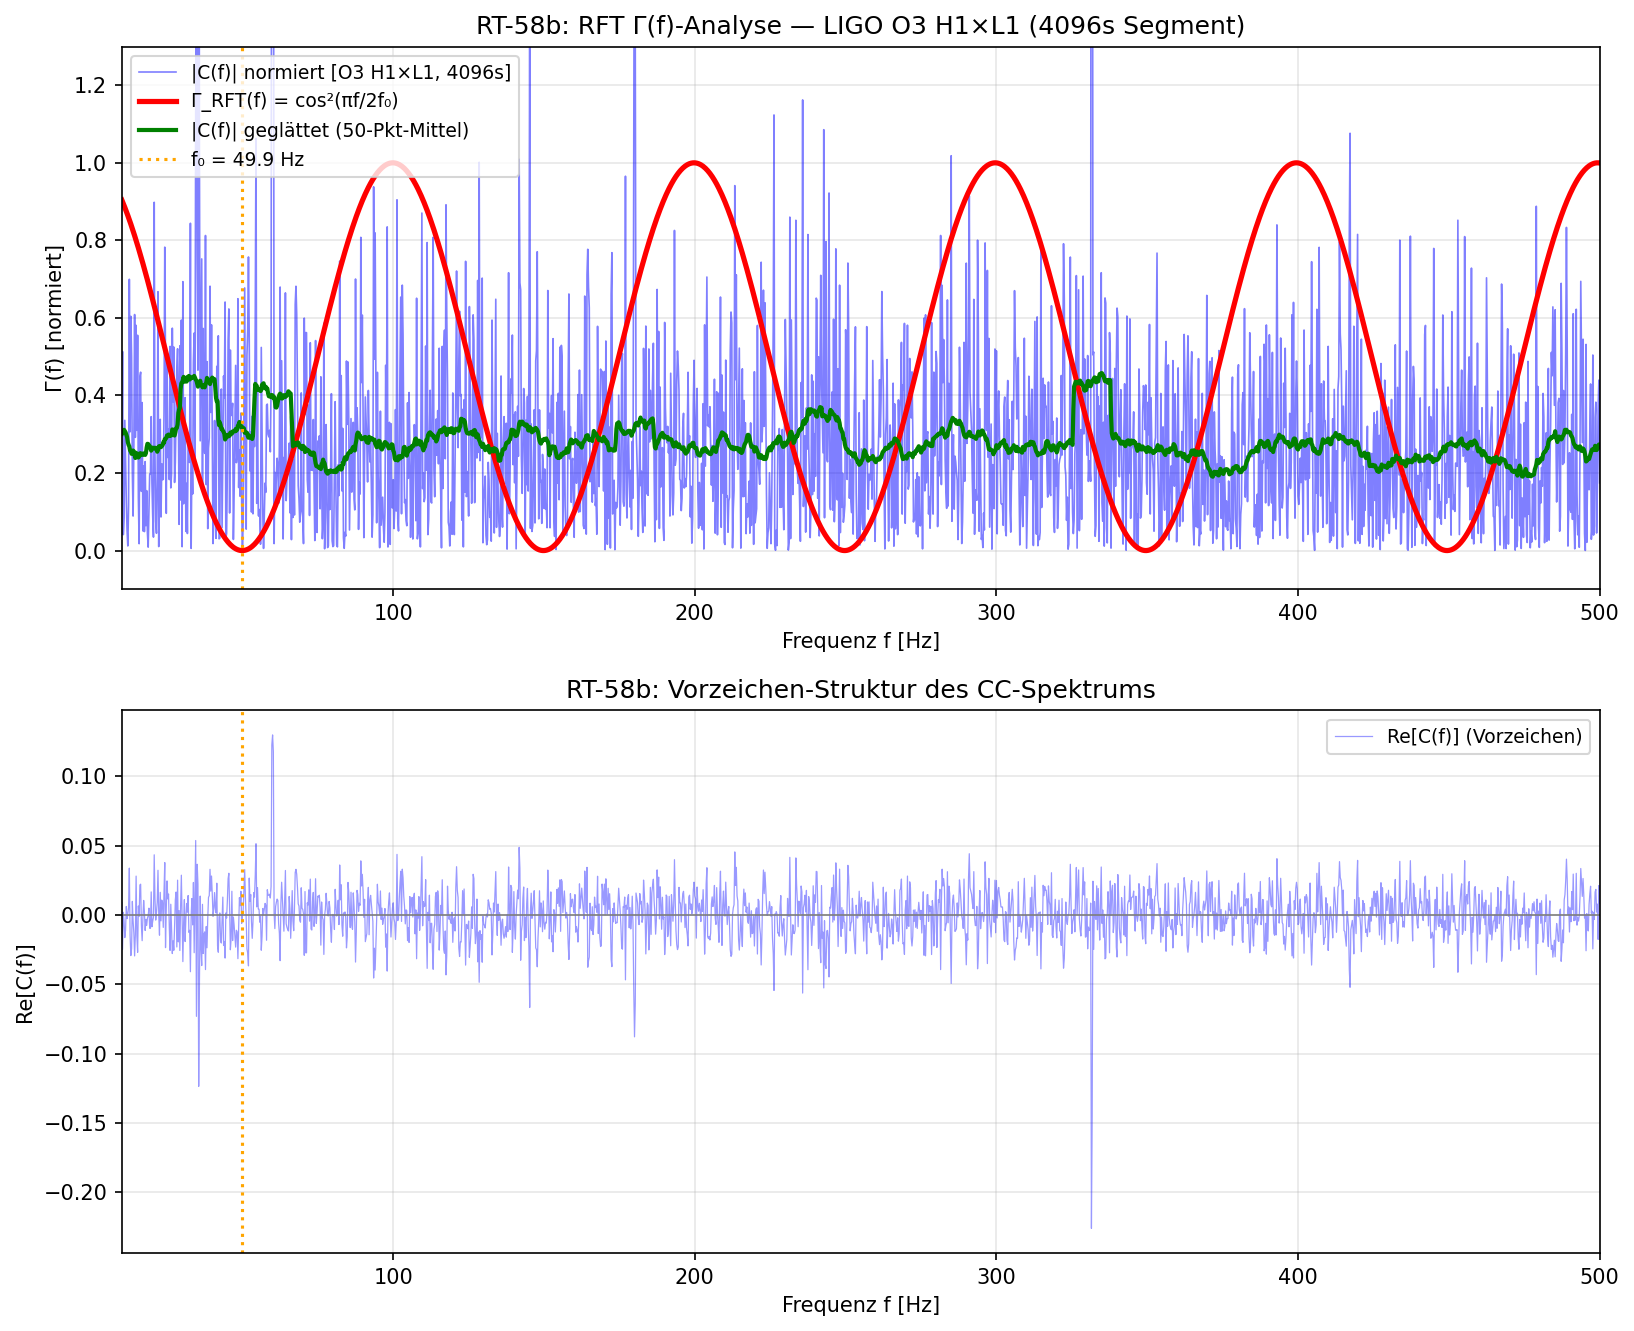 RT-58b: RFT Γ(f)-Analyse — LIGO O3 H1×L1 (4096s Segment)
|C(f)| normiert [O3 H1×L1, 4096s]
Γ_RFT(f) = cos²(πf/2f₀)
|C(f)| geglättet (50-Pkt-Mittel)
f₀ = 49.9 Hz
Γ(f) [normiert]
1.2
1.0
0.8
0.6
0.4
0.2
0.0
100 200 300 400 500
Frequenz f [Hz]
RT-58b: Vorzeichen-Struktur des CC-Spektrums
Re[C(f)] (Vorzeichen)
Re[C(f)]
0.10
0.05
0.00
−0.05
−0.10
−0.15
−0.20
100 200 300 400 500
Frequenz f [Hz]